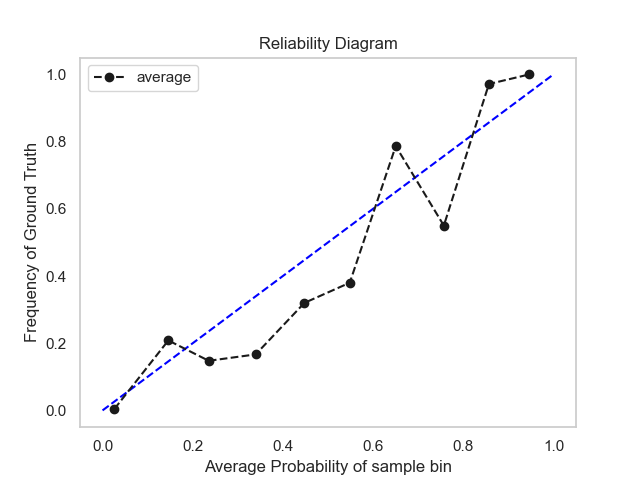 Reliability Diagram
average
Frequency of Ground Truth
1.0
0.8
0.6
0.4
0.2
0.0
0.0 0.2 0.4 0.6 0.8 1.0
Average Probability of sample bin